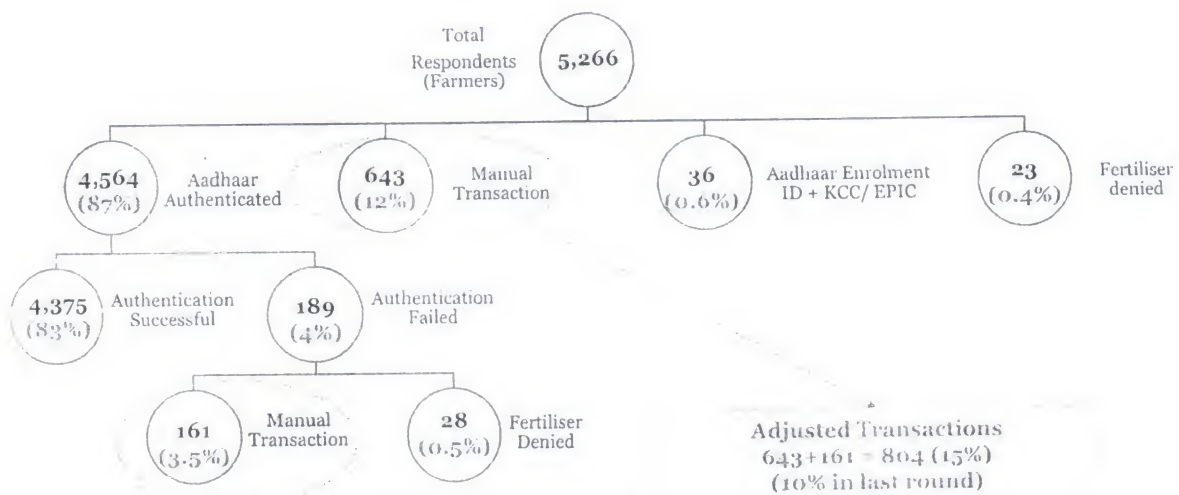 Total
Respondents
(Farmers)
5,266
4,564
(87%)
Aadhaar
Authenticated
643
(12%)
Manual
Transaction
36
(0.6%)
Aadhaar Enrolment
ID + KCC/ EPIC
23
(0.4%)
Fertiliser
denied
4,375
(83%)
Authentication
Successful
189
(4%)
Authentication
Failed
161
(3.5%)
Manual
Transaction
28
(0.5%)
Fertiliser
Denied
Adjusted Transactions
643+161 = 804 (15%)
(10% in last round)